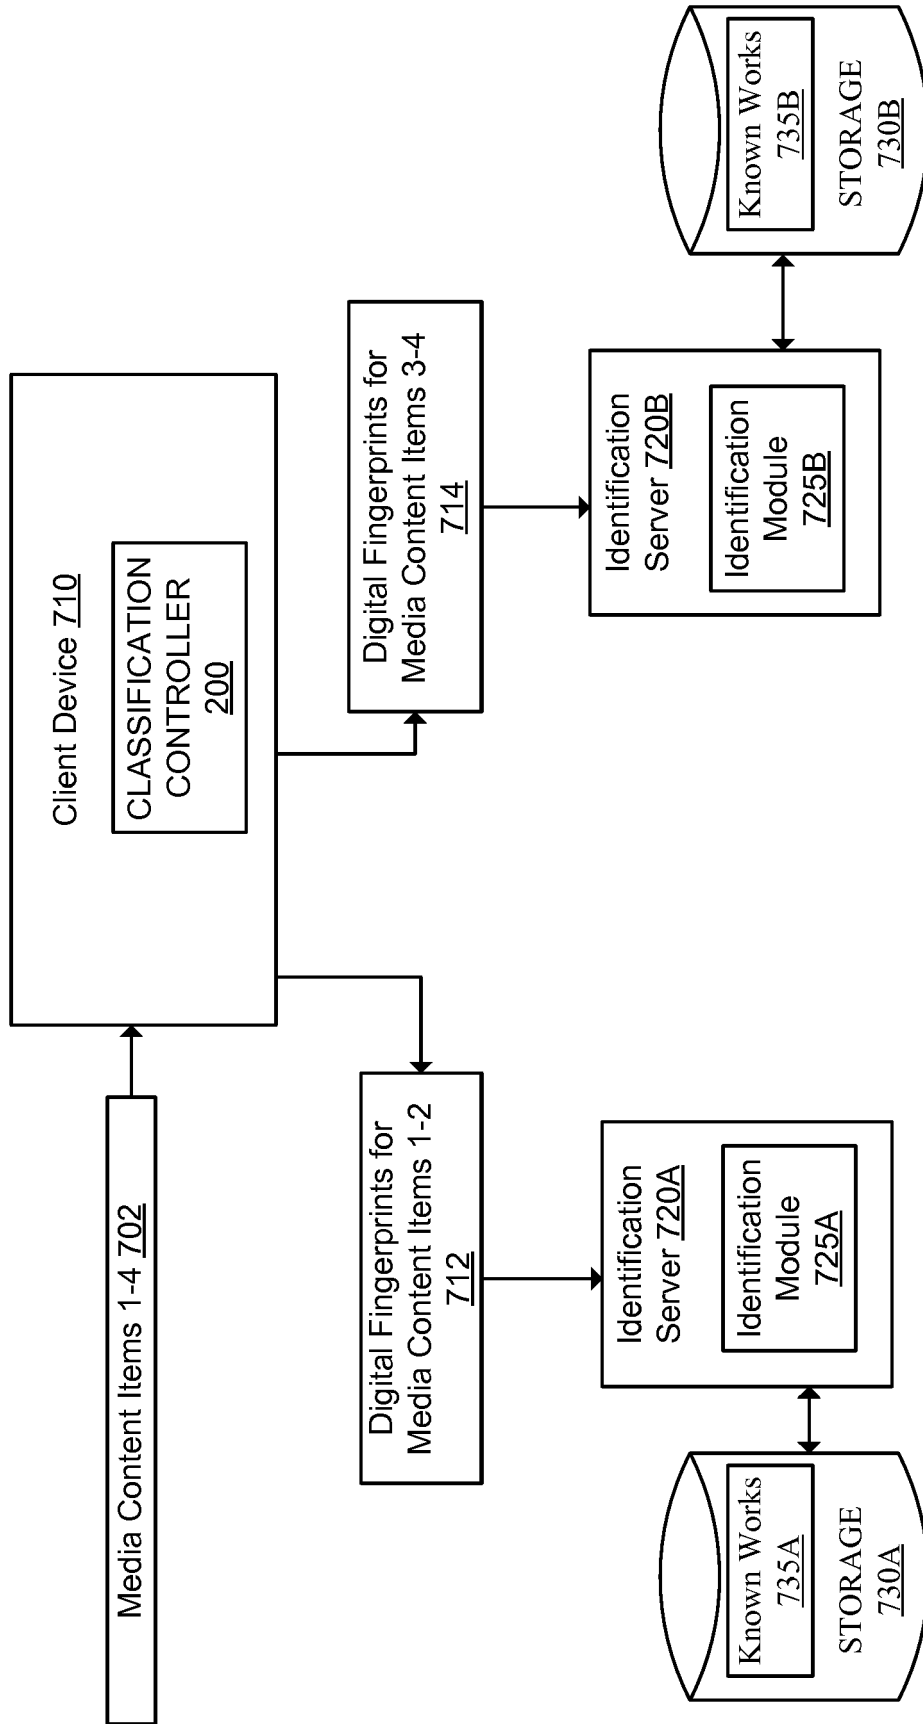 Media Content Items 1-4 702
Client Device 710
CLASSIFICATION
CONTROLLER
200
Digital Fingerprints for
Media Content Items 1-2
712
Digital Fingerprints for
Media Content Items 3-4
714
Known Works
735A
STORAGE
730A
Identification
Server 720A
Identification
Module
725A
Identification
Server 720B
Identification
Module
725B
Known Works
735B
STORAGE
730B